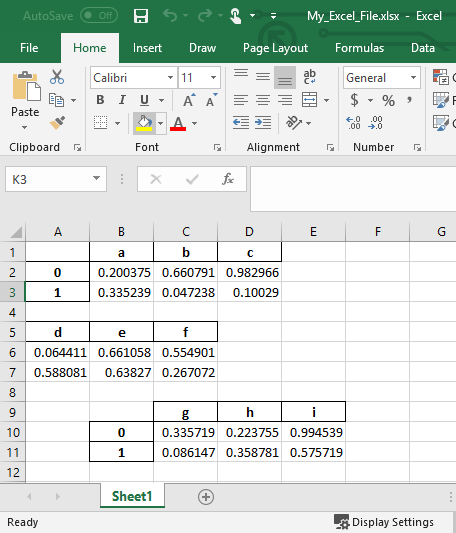 AutoSave Off My_Excel_File.xlsx - Excel
File Home Insert Draw Page Layout Formulas Data
Calibri 11 ab General
Paste B I U A A $ % 9
A .00
Clipboard Font Alignment Number
K3 fx
A B C D E F G
1 a b c
2 0 0.200375 0.660791 0.982966
3 1 0.335239 0.047238 0.10029
4
5 d e f
6 0.064411 0.661058 0.554901
7 0.588081 0.63827 0.267072
8
9 g h i
10 0 0.335719 0.223755 0.994539
11 1 0.086147 0.358781 0.575719
12
Sheet1
Ready Display Settings